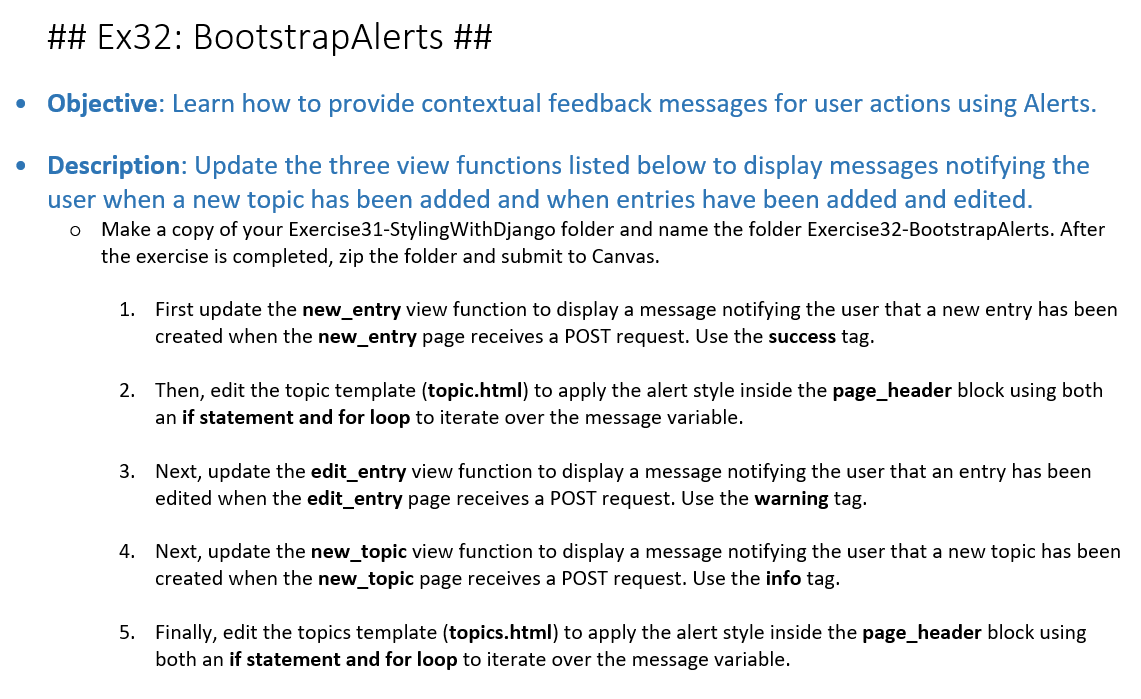 ## Ex32: BootstrapAlerts ##
• Objective: Learn how to provide contextual feedback messages for user actions using Alerts.
• Description: Update the three view functions listed below to display messages notifying the
user when a new topic has been added and when entries have been added and edited.
o Make a copy of your Exercise31-StylingWithDjango folder and name the folder Exercise32-BootstrapAlerts. After
the exercise is completed, zip the folder and submit to Canvas.
1. First update the new_entry view function to display a message notifying the user that a new entry has been
created when the new_entry page receives a POST request. Use the success tag.
2. Then, edit the topic template (topic.html) to apply the alert style inside the page_header block using both
an if statement and for loop to iterate over the message variable.
3. Next, update the edit_entry view function to display a message notifying the user that an entry has been
edited when the edit_entry page receives a POST request. Use the warning tag.
4. Next, update the new_topic view function to display a message notifying the user that a new topic has been
created when the new_topic page receives a POST request. Use the info tag.
5. Finally, edit the topics template (topics.html) to apply the alert style inside the page_header block using
both an if statement and for loop to iterate over the message variable.